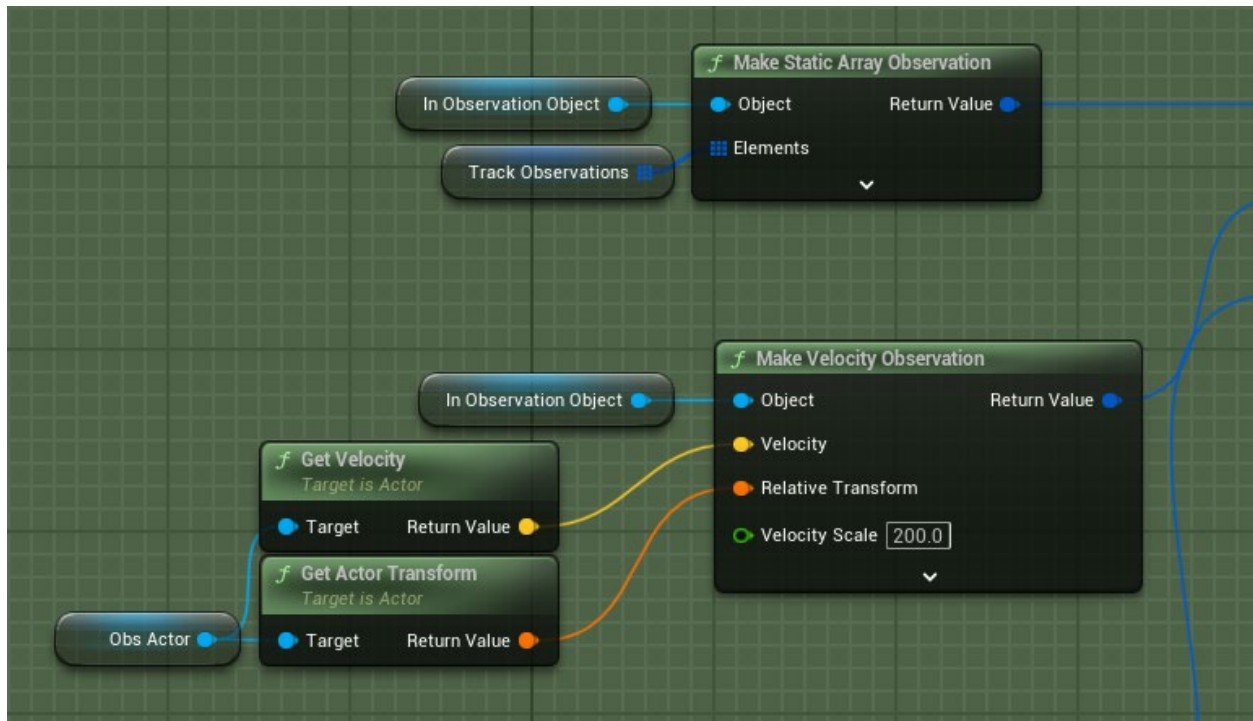 Make Static Array Observation
In Observation Object
Object
Return Value
Track Observations
Elements
Make Velocity Observation
In Observation Object
Object
Return Value
Velocity
Get Velocity
Target is Actor
Relative Transform
Target
Return Value
Velocity Scale 200.0
Get Actor Transform
Target is Actor
Obs Actor
Target
Return Value